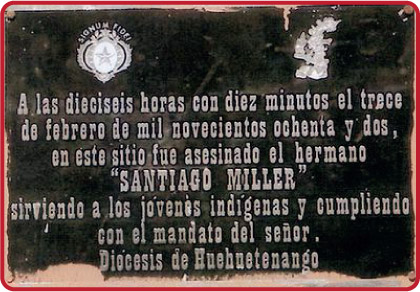 SIGNUM FIDEI
A las dieciseis horas con diez minutos el trece
de febrero de mil novecientos ochenta y dos,
en este sitio fue asesinado el hermano
"SANTIAGO MILLER"
sirviendo a los jóvenes indígenas y cumpliendo
con el mandato del señor.
Diócesis de Huehuetenango